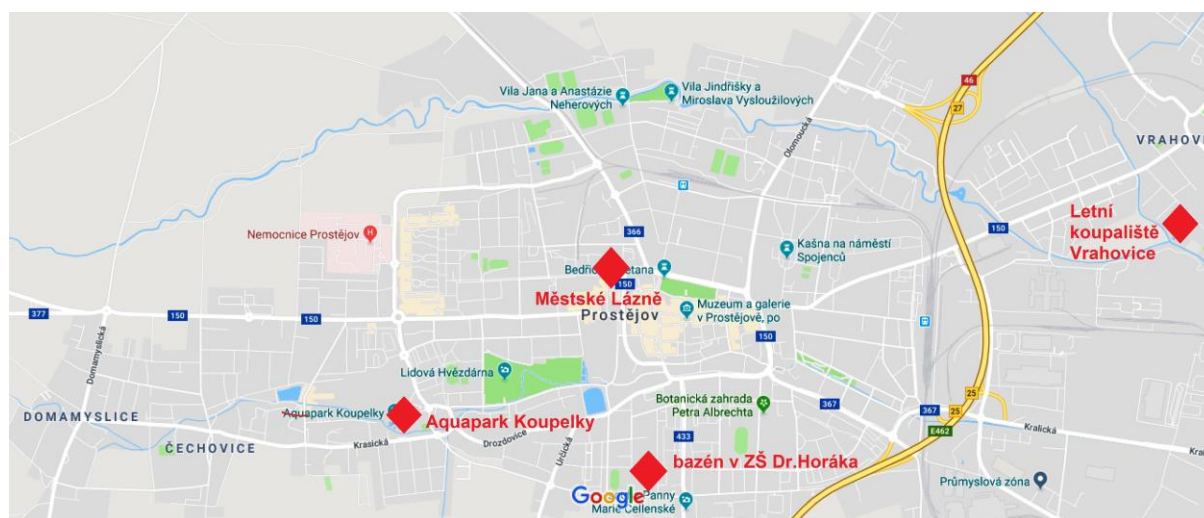 46
27
VRAHOV
Vila Jindřišky a
Miroslava Vysloužilových
Vila Jana a Anastázie
Neherových
Olomoucká
Letní
koupaliště
Vrahovice
Nemocnice Prostějov
H
366
Kašna na náměstí
Spojenců
150
150
Městské Lázně
Prostějov
Muzeum a galerie
v Prostějově, po
377
150
150
150
150
Domamyslická
Lidová Hvězdárna
Botanická zahrada
Petra Albrechta
25
367
367
25
E462
Kralická
Aquapark Koupelky
Aquapark Koupelky
DOMAMYSLICE
ČECHOVICE
Krasická
Drozdovice
Určická
433
bazén v ZŠ Dr.Horáka
Google
Panny
Marie Cellenské
Průmyslová zóna